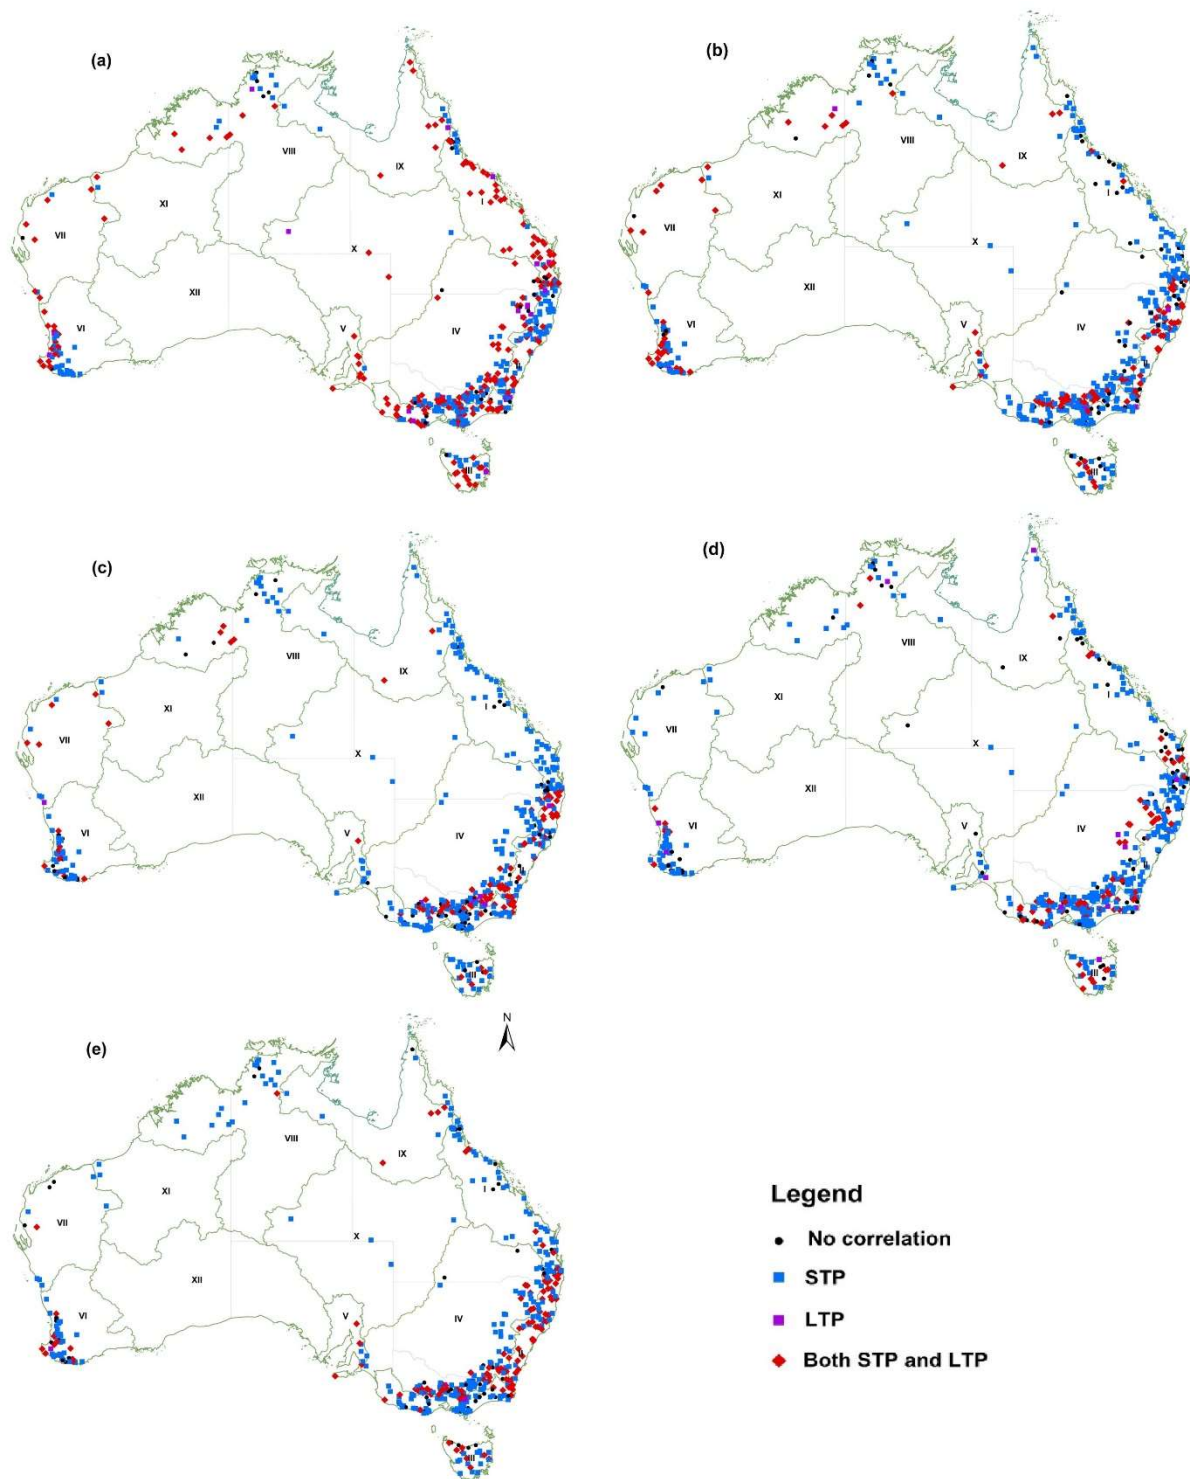 (a)
VIII
IX
I
XI
VII
X
XII
VI
V
IV
III
(b)
VIII
IX
I
XI
VII
X
XII
VI
V
IV
III
(c)
VIII
IX
I
XI
VII
X
XII
VI
V
IV
III
(d)
VIII
IX
I
XI
VII
X
XII
VI
V
IV
III
N
(e)
VIII
IX
I
XI
VII
X
XII
VI
V
IV
III
Legend
No correlation
STP
LTP
Both STP and LTP